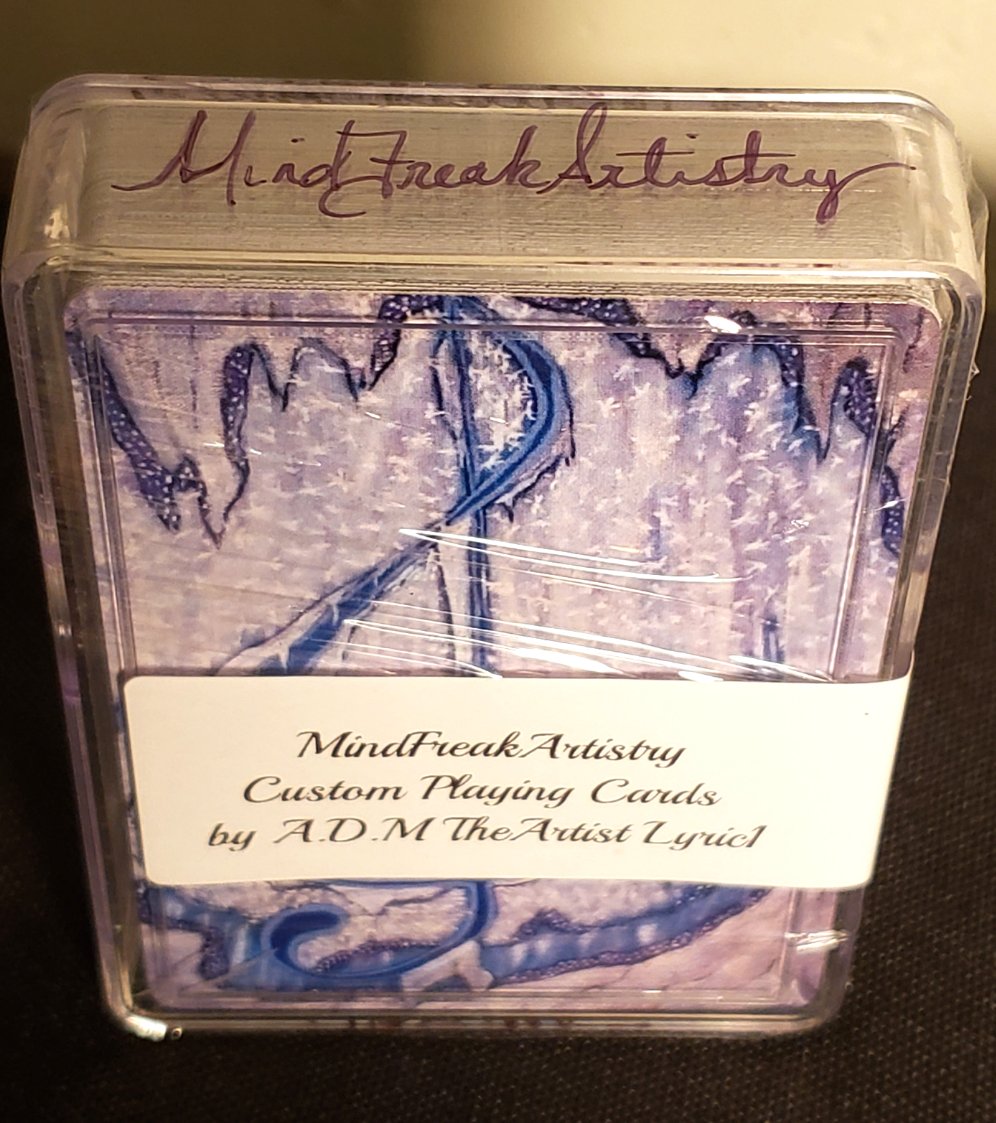 MindFreakArtistry
MindFreakArtistry
Custom Playing Cards
by A.D.M TheArtist Lyric1